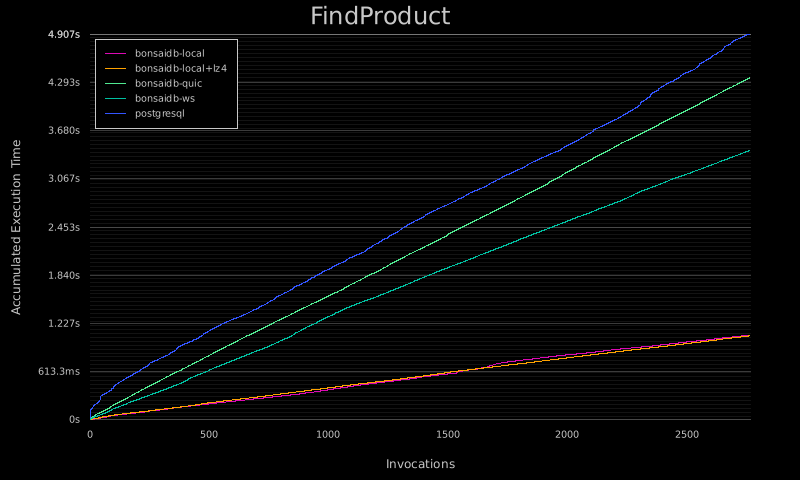 FindProduct
4.907s
4.293s
3.680s
3.067s
2.453s
1.840s
1.227s
613.3ms
0s
bonsaidb-local
bonsaidb-local+lz4
bonsaidb-quic
bonsaidb-ws
postgresql
Accumulated Execution Time
0 500 1000 1500 2000 2500
Invocations